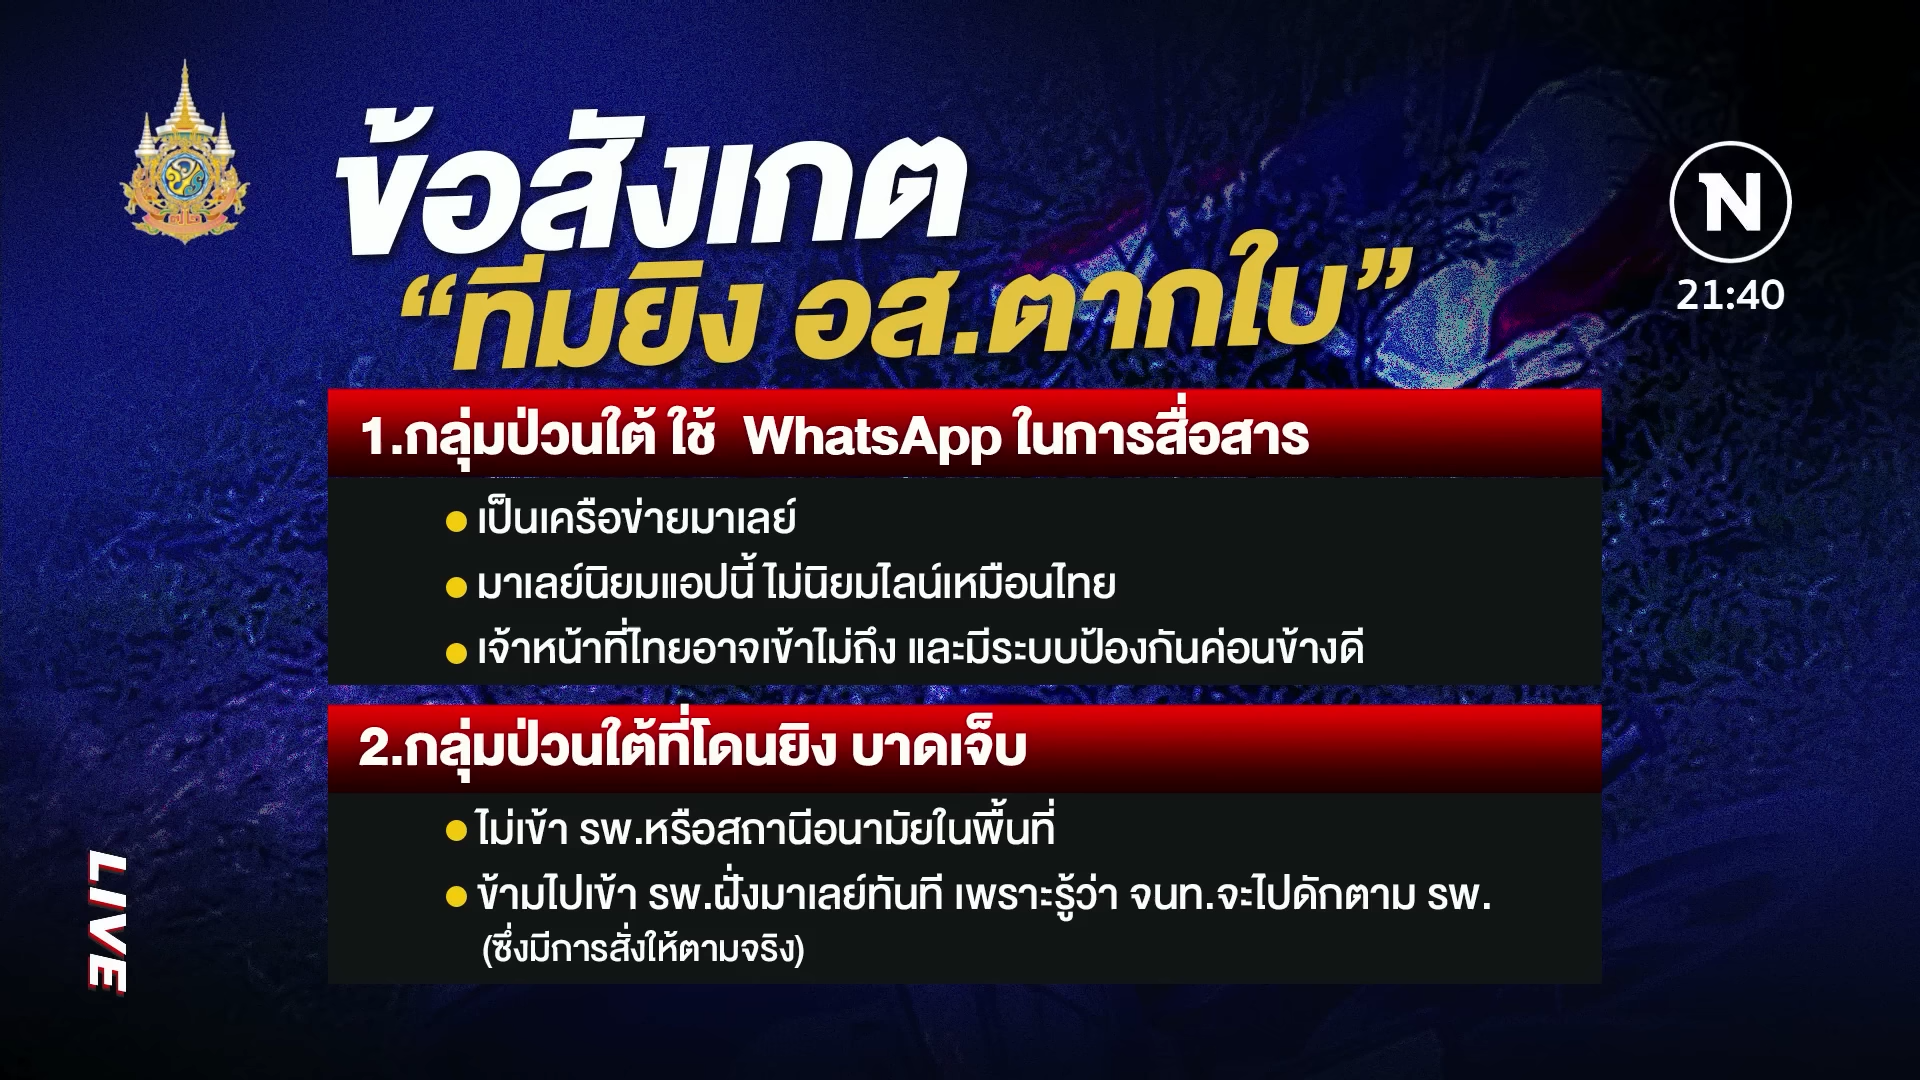 ข้อสังเกต
“ทีมยิง อส.ตากใบ”
N
21:40
1.กลุ่มป่วนใต้ ใช้ WhatsApp ในการสื่อสาร
เป็นเครือข่ายมาเลย์
มาเลย์นิยมแอปนี้ ไม่นิยมไลน์เหมือนไทย
เจ้าหน้าที่ไทยอาจเข้าไม่ถึง และมีระบบป้องกันค่อนข้างดี
2.กลุ่มป่วนใต้ที่โดนยิง บาดเจ็บ
ไม่เข้า รพ.หรือสถานีอนามัยในพื้นที่
ข้ามไปเข้า รพ.ฝั่งมาเลย์ทันที เพราะรู้ว่า จนท.จะไปดักตาม รพ.
(ซึ่งมีการสั่งให้ตามจริง)
LIVE